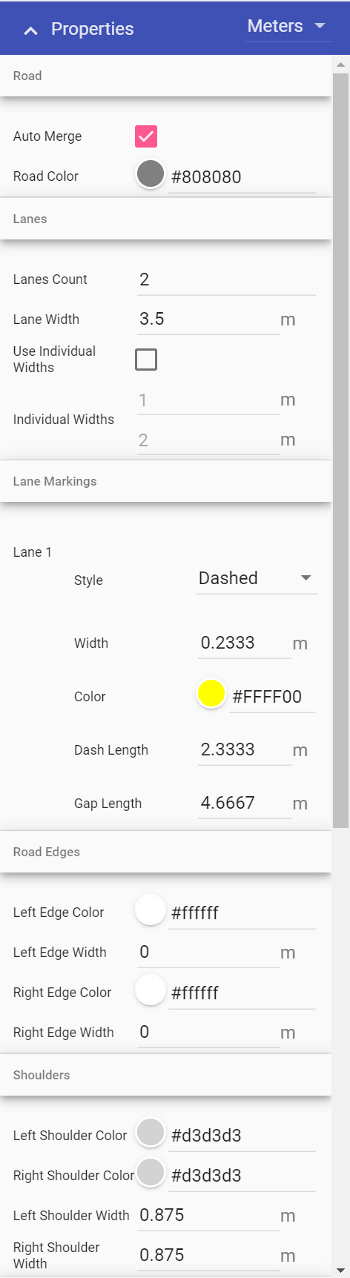 Properties Meters
Road
Auto Merge
Road Color #808080
Lanes
Lanes Count 2
Lane Width 3.5 m
Use Individual
Widths
1 m
Individual Widths
2 m
Lane Markings
Lane 1
Style Dashed
Width 0.2333 m
Color #FFFF00
Dash Length 2.3333 m
Gap Length 4.6667 m
Road Edges
Left Edge Color #ffffff
Left Edge Width 0 m
Right Edge Color #ffffff
Right Edge Width 0 m
Shoulders
Left Shoulder Color #d3d3d3
Right Shoulder Color #d3d3d3
Left Shoulder Width 0.875 m
Right Shoulder
Width 0.875 m